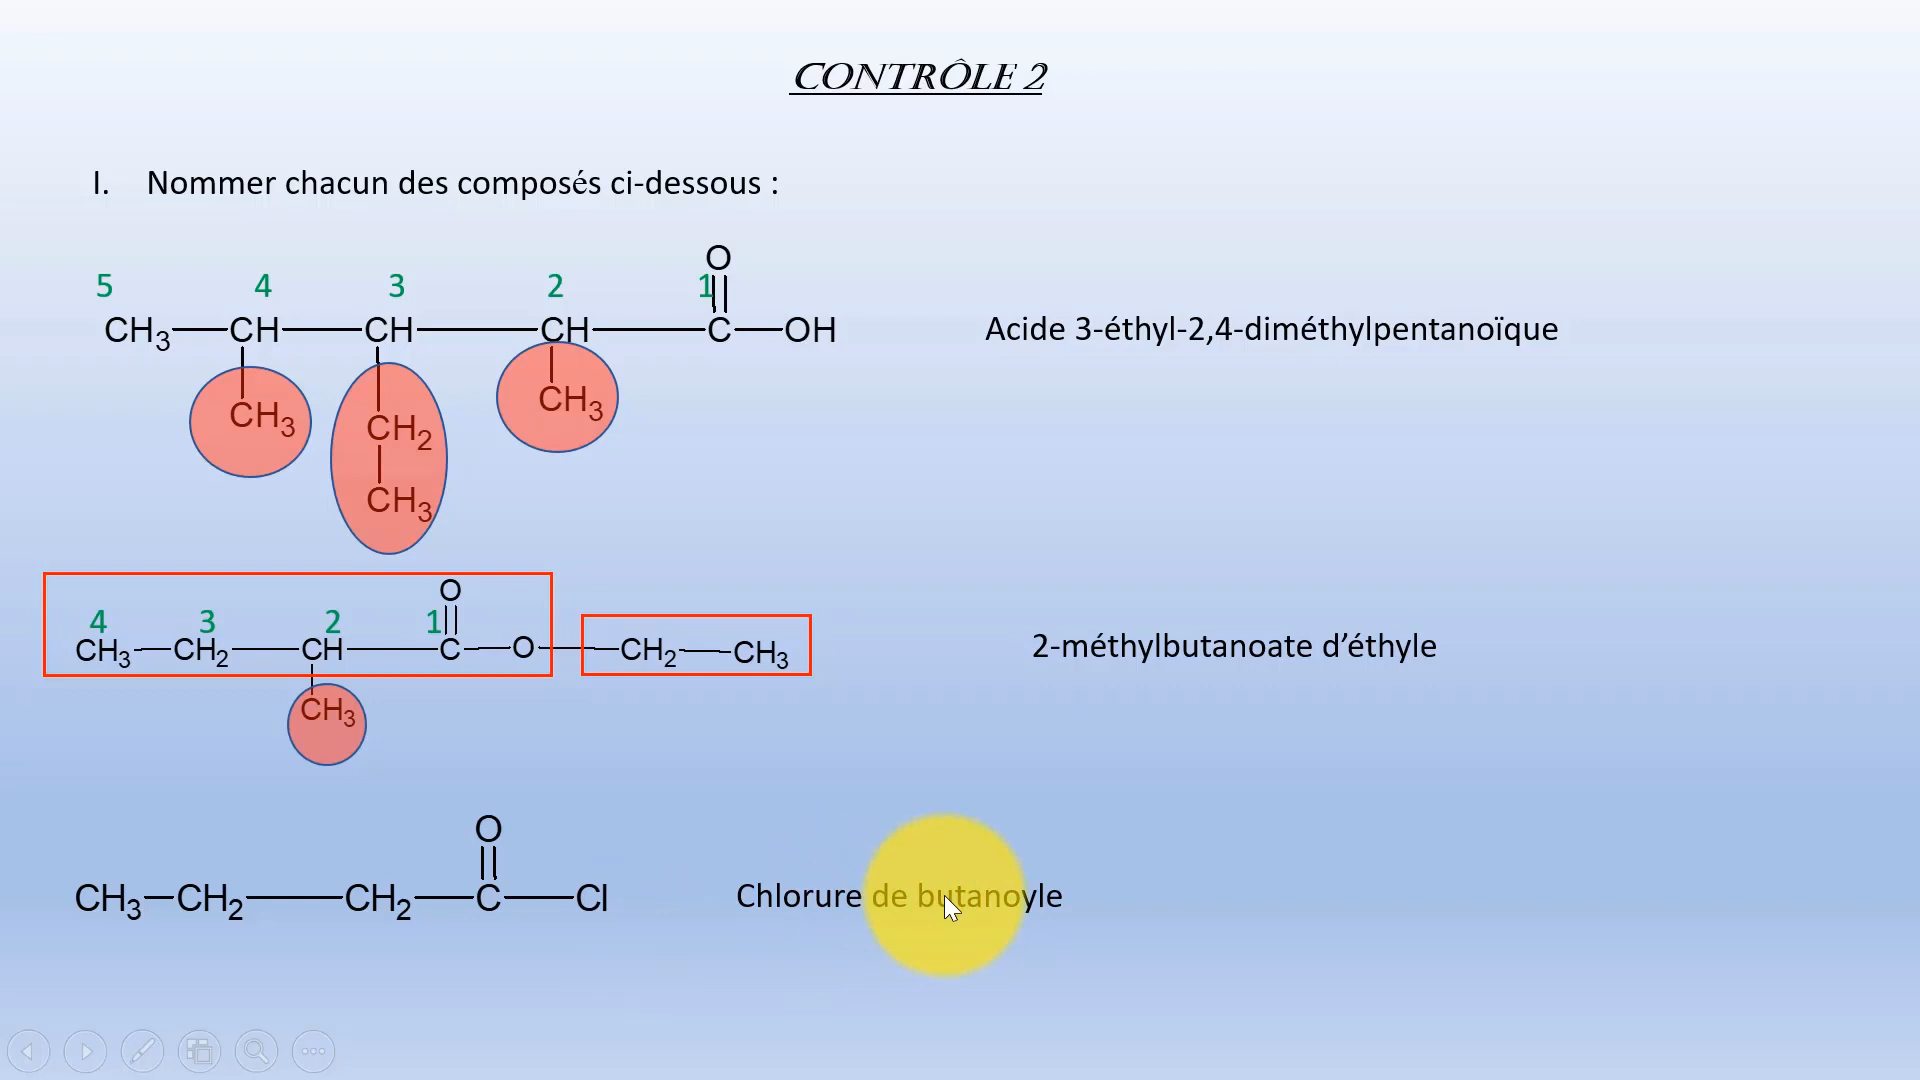 CONTRÔLE 2
I. Nommer chacun des composés ci-dessous :
O
5 4 3 2 1
CH3 CH CH CH C OH
Acide 3-éthyl-2,4-diméthylpentanoïque
CH3 CH2 CH3
CH3
O
4 3 2 1
CH3 CH2 CH C O CH2 CH3
2-méthylbutanoate d’éthyle
CH3
O
CH3 CH2 CH2 C Cl
Chlorure de butanoyle